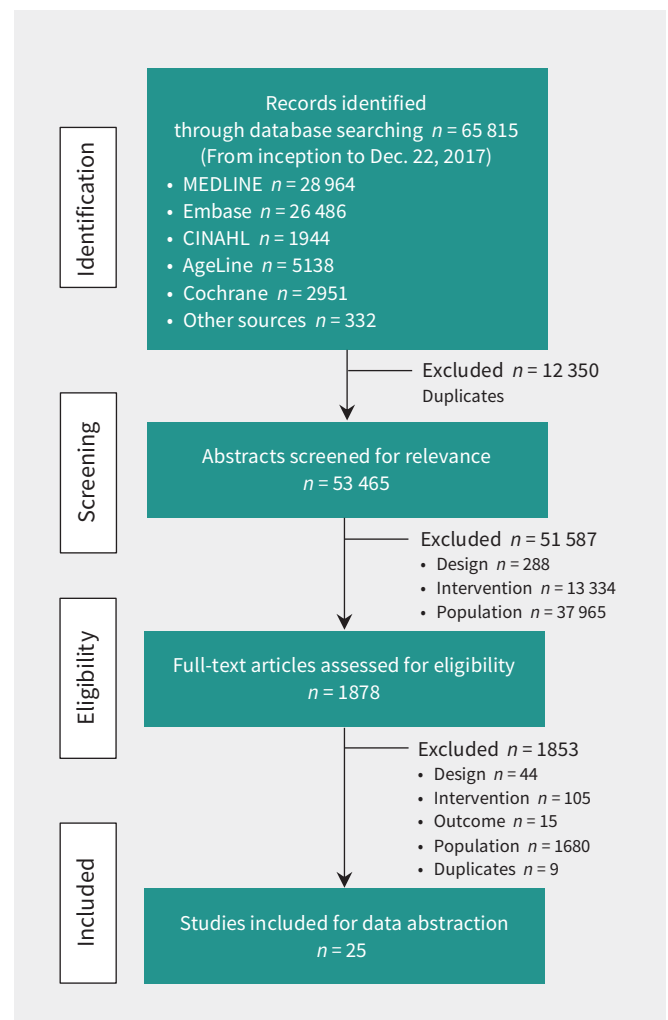 Identification
Records identified
through database searching n = 65 815
(From inception to Dec. 22, 2017)
• MEDLINE n = 28 964
• Embase n = 26 486
• CINAHL n = 1944
• AgeLine n = 5138
• Cochrane n = 2951
• Other sources n = 332
Excluded n = 12 350
Duplicates
Screening
Abstracts screened for relevance
n = 53 465
Excluded n = 51 587
• Design n = 288
• Intervention n = 13 334
• Population n = 37 965
Eligibility
Full-text articles assessed for eligibility
n = 1878
Excluded n = 1853
• Design n = 44
• Intervention n = 105
• Outcome n = 15
• Population n = 1680
• Duplicates n = 9
Included
Studies included for data abstraction
n = 25